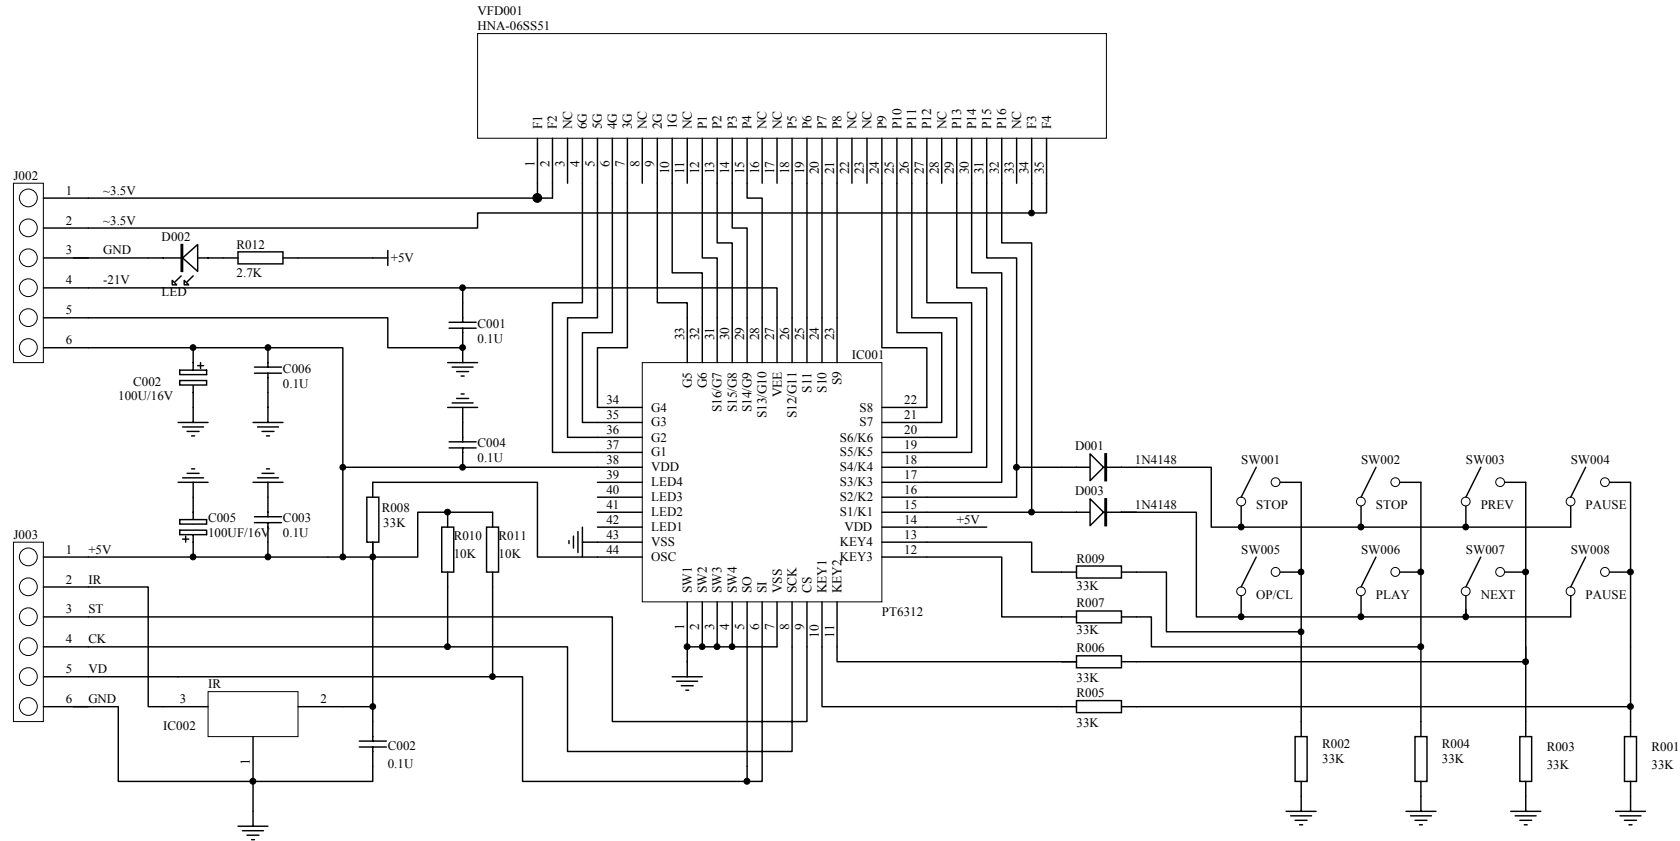 VFD001
HNA-06SS51
F1 F2 NC 6G 5G 4G 3G NC 2G 1G NC P1 P2 P3 P4 NC NC P5 P6 P7 P8 NC NC P9 P10 P11 P12 NC P13 P14 P15 P16 NC F3 F4
1 2 3 4 5 6 7 8 9 10 11 12 13 14 15 16 17 18 19 20 21 22 23 24 25 26 27 28 29 30 31 32 33 34 35
J002
1 ~3.5V
2 ~3.5V
3 GND
4 -21V
5
6
D002
LED
R012
2.7K
+5V
C001
0.1U
C002
100U/16V
C006
0.1U
C004
0.1U
C005
100UF/16V
C003
0.1U
R008
33K
R010
10K
R011
10K
J003
1 +5V
2 IR
3 ST
4 CK
5 VD
6 GND
IR
3
2
1
IC002
C002
0.1U
IC001
33 32 31 30 29 28 27 26 25 24 23
G5 G6 S16/G7 S15/G8 S14/G9 S13/G10 VEE S12/G11 S11 S10 S9
34 G4
35 G3
36 G2
37 G1
38 VDD
39 LED4
40 LED3
41 LED2
42 LED1
43 VSS
44 OSC
S8 22
S7 21
S6/K6 20
S5/K5 19
S4/K4 18
S3/K3 17
S2/K2 16
S1/K1 15
VDD 14 +5V
KEY4 13
KEY3 12
SW1 SW2 SW3 SW4 SO SI VSS SCK CS KEY1 KEY2
1 2 3 4 5 6 7 8 9 10 11
PT6312
D001
1N4148
D003
1N4148
SW001
STOP
SW002
STOP
SW003
PREV
SW004
PAUSE
SW005
OP/CL
SW006
PLAY
SW007
NEXT
SW008
PAUSE
R009
33K
R007
33K
R006
33K
R005
33K
R002
33K
R004
33K
R003
33K
R001
33K